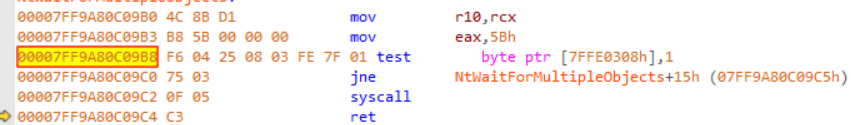 NtWaitForMultipleObjects:
00007FF9A80C09B0 4C 8B D1 mov r10,rcx
00007FF9A80C09B3 B8 5B 00 00 00 mov eax,5Bh
00007FF9A80C09B8 F6 04 25 08 03 FE 7F 01 test byte ptr [7FFE0308h],1
00007FF9A80C09C0 75 03 jne NtWaitForMultipleObjects+15h (07FF9A80C09C5h)
00007FF9A80C09C2 0F 05 syscall
00007FF9A80C09C4 C3 ret